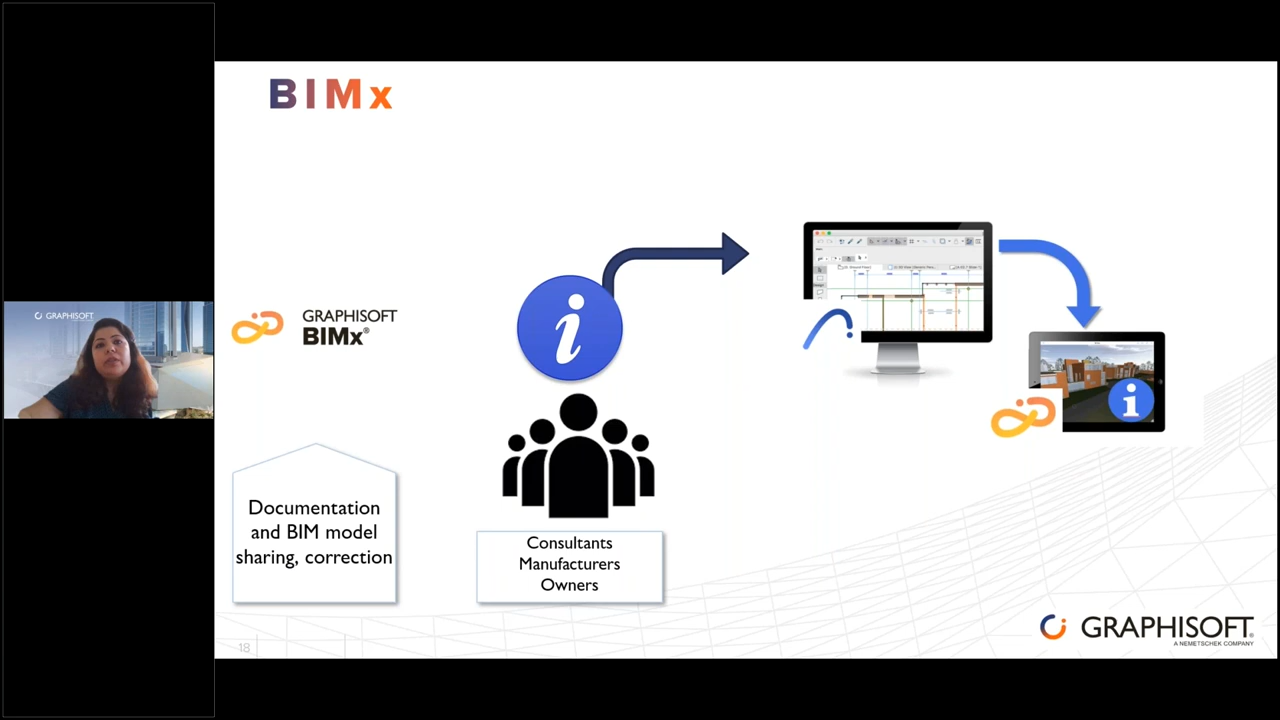 BIMx
GRAPHISOFT
GRAPHISOFT
BIMx®
i
i
Documentation
and BIM model
sharing, correction
Consultants
Manufacturers
Owners
GRAPHISOFT®
A NEMETSCHEK COMPANY
18